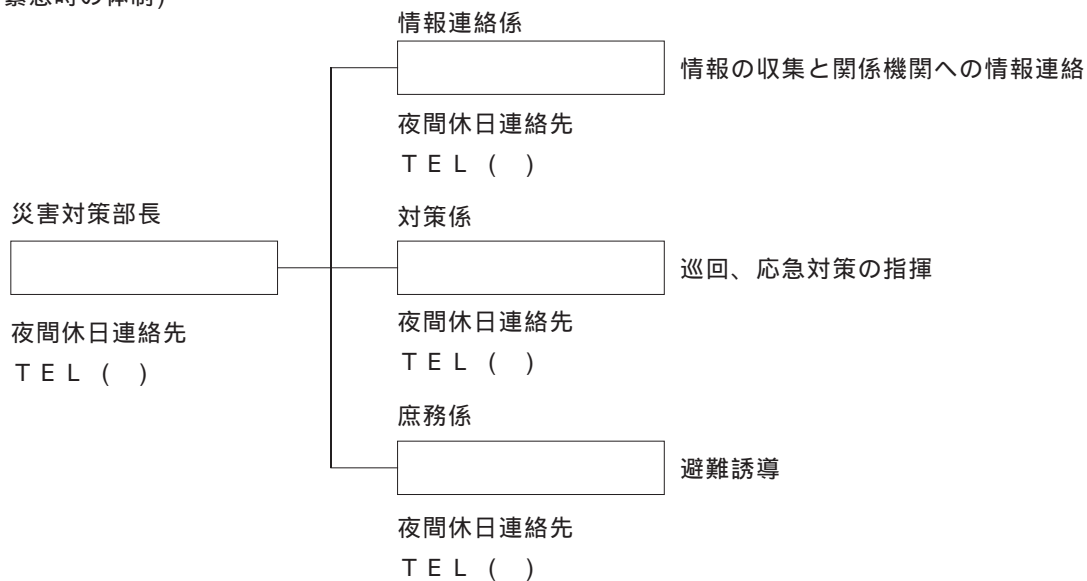 情報連絡係
情報の収集と関係機関への情報連絡
夜間休日連絡先
ＴＥＬ（　）
災害対策部長
夜間休日連絡先
ＴＥＬ（　）
対策係
巡回、応急対策の指揮
夜間休日連絡先
ＴＥＬ（　）
庶務係
避難誘導
夜間休日連絡先
ＴＥＬ（　）